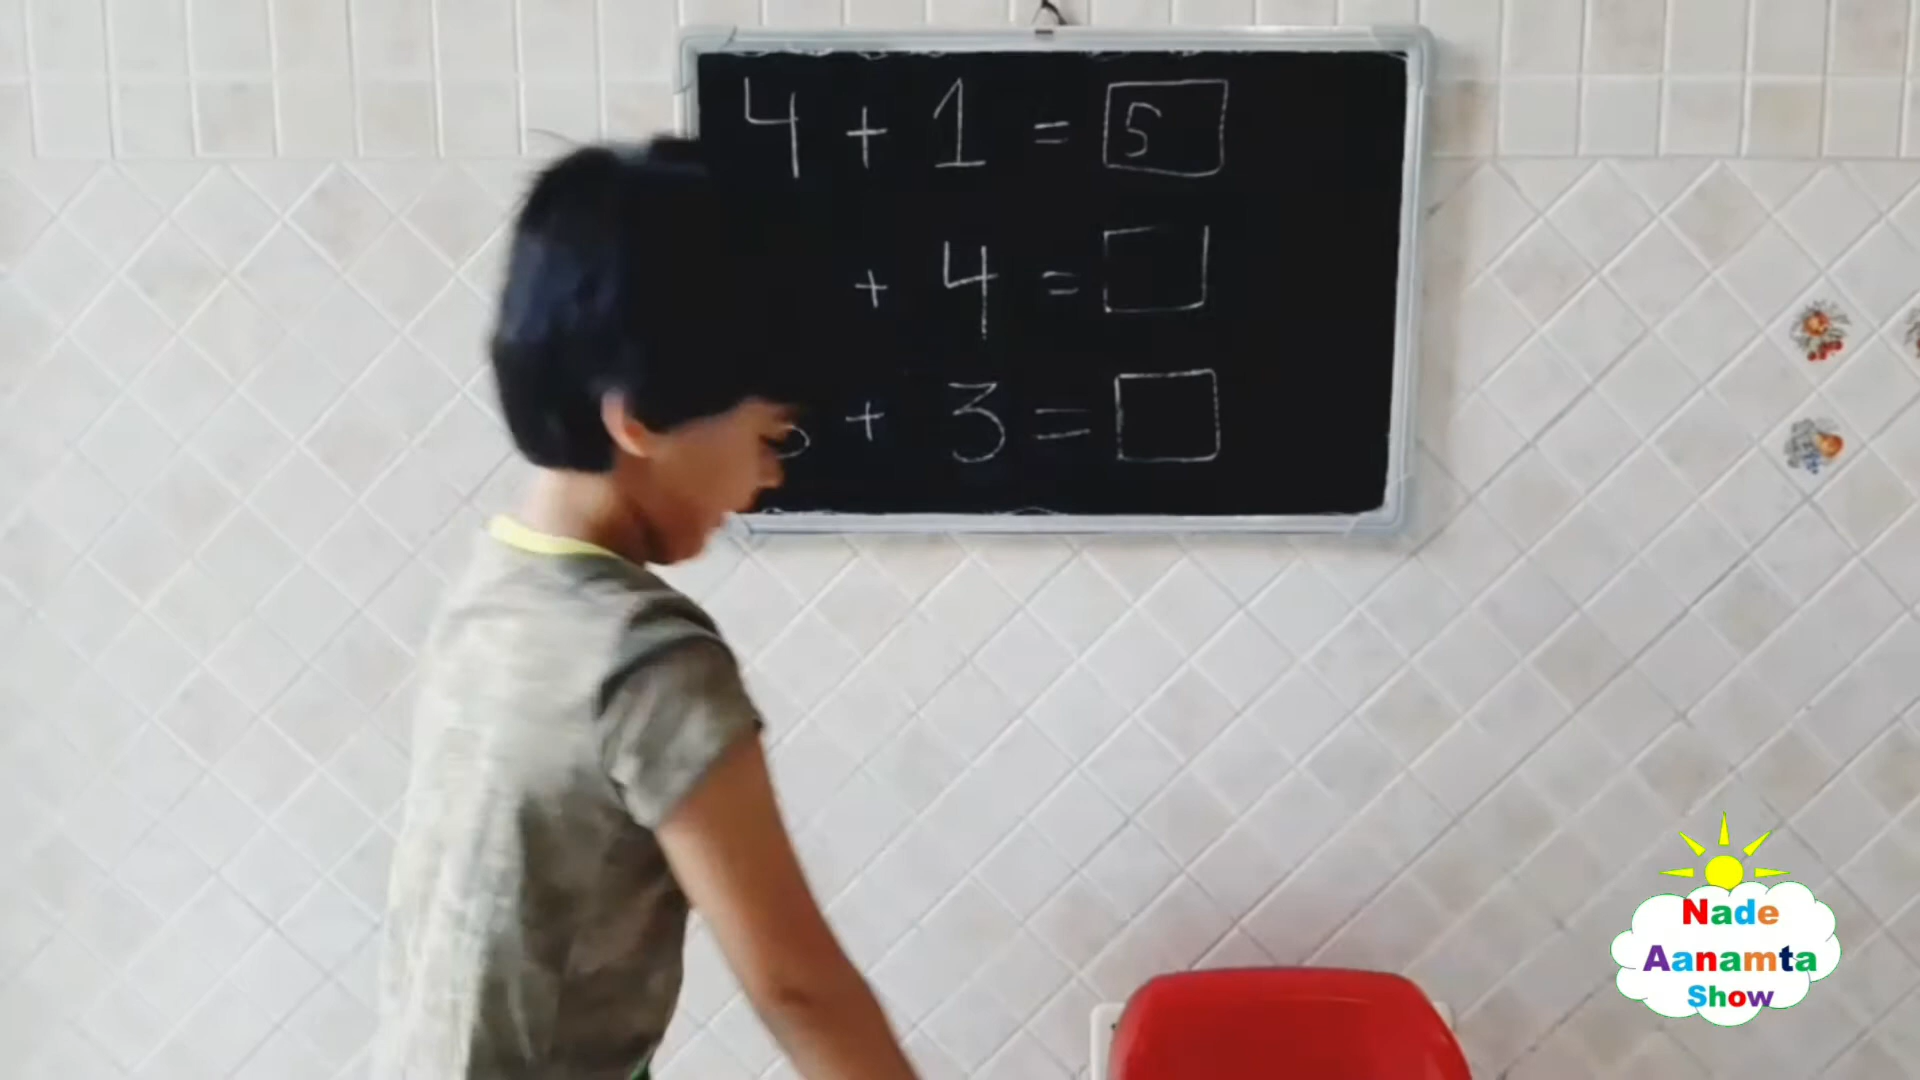 4 + 1 = 5
+ 4 =
+ 3 =
Nade
Aanamta
Show